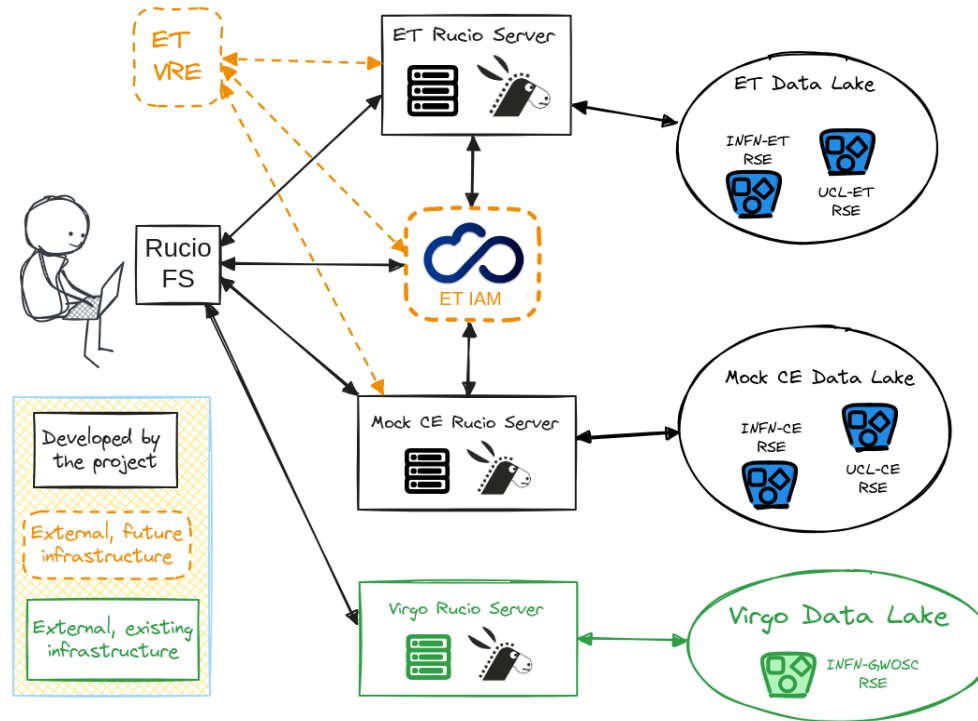 ET
VRE
ET Rucio Server
ET Data Lake
INFN-ET
RSE
UCL-ET
RSE
Rucio
FS
ET IAM
Mock CE Rucio Server
Mock CE Data Lake
INFN-CE
RSE
UCL-CE
RSE
Developed by
the project
External, future
infrastructure
External, existing
infrastructure
Virgo Rucio Server
Virgo Data Lake
INFN-GWOSC
RSE